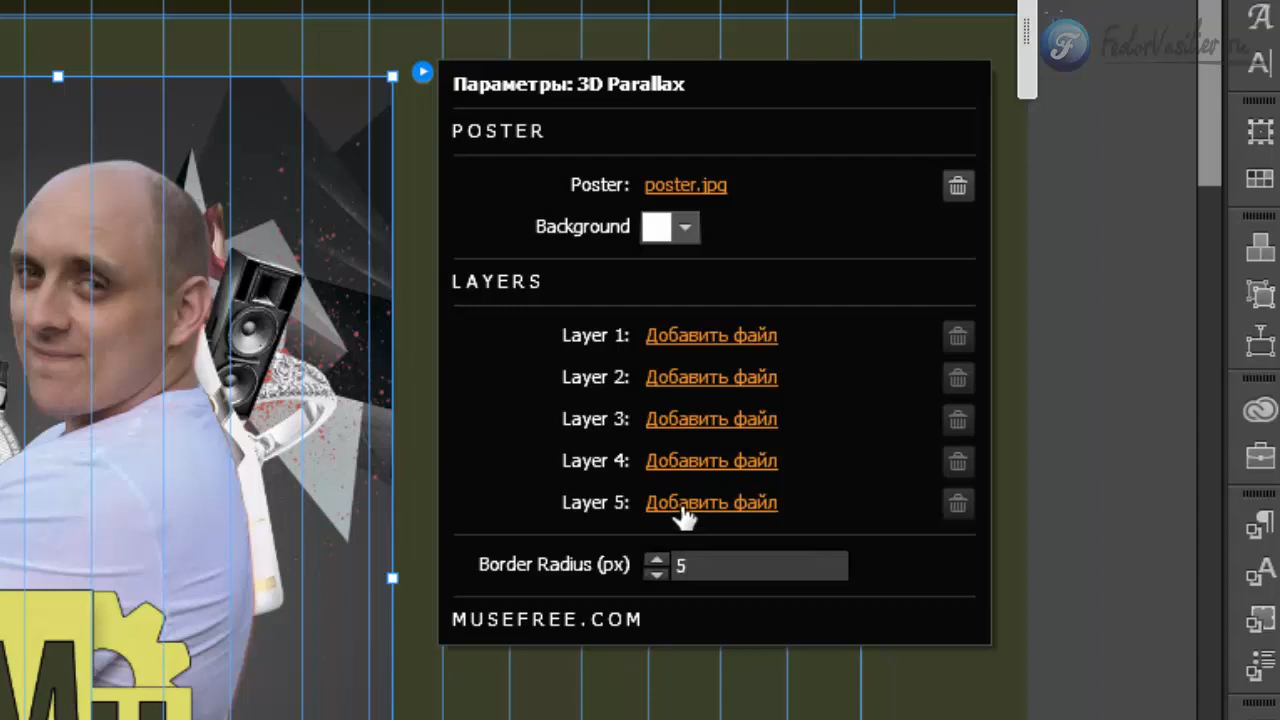 FedorVasilev.ru
Параметры: 3D Parallax
POSTER
Poster: poster.jpg
Background
LAYERS
Layer 1: Добавить файл
Layer 2: Добавить файл
Layer 3: Добавить файл
Layer 4: Добавить файл
Layer 5: Добавить файл
Border Radius (px) 5
MUSEFREE.COM